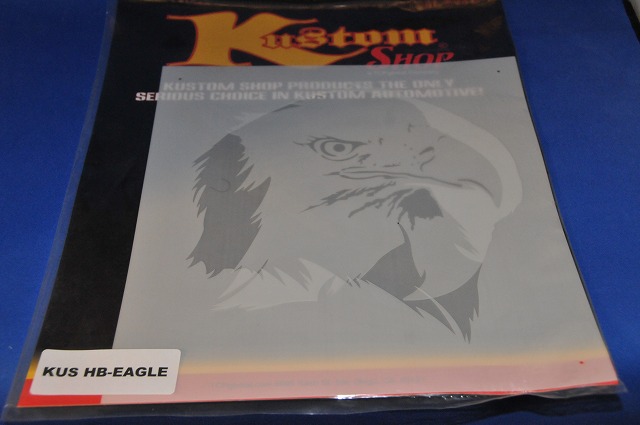 Kustom
SHOP
KUSTOM SHOP PRODUCTS THE ONLY
SERIOUS CHOICE IN KUSTOM AUTOMOTIVE!
KUS HB-EAGLE